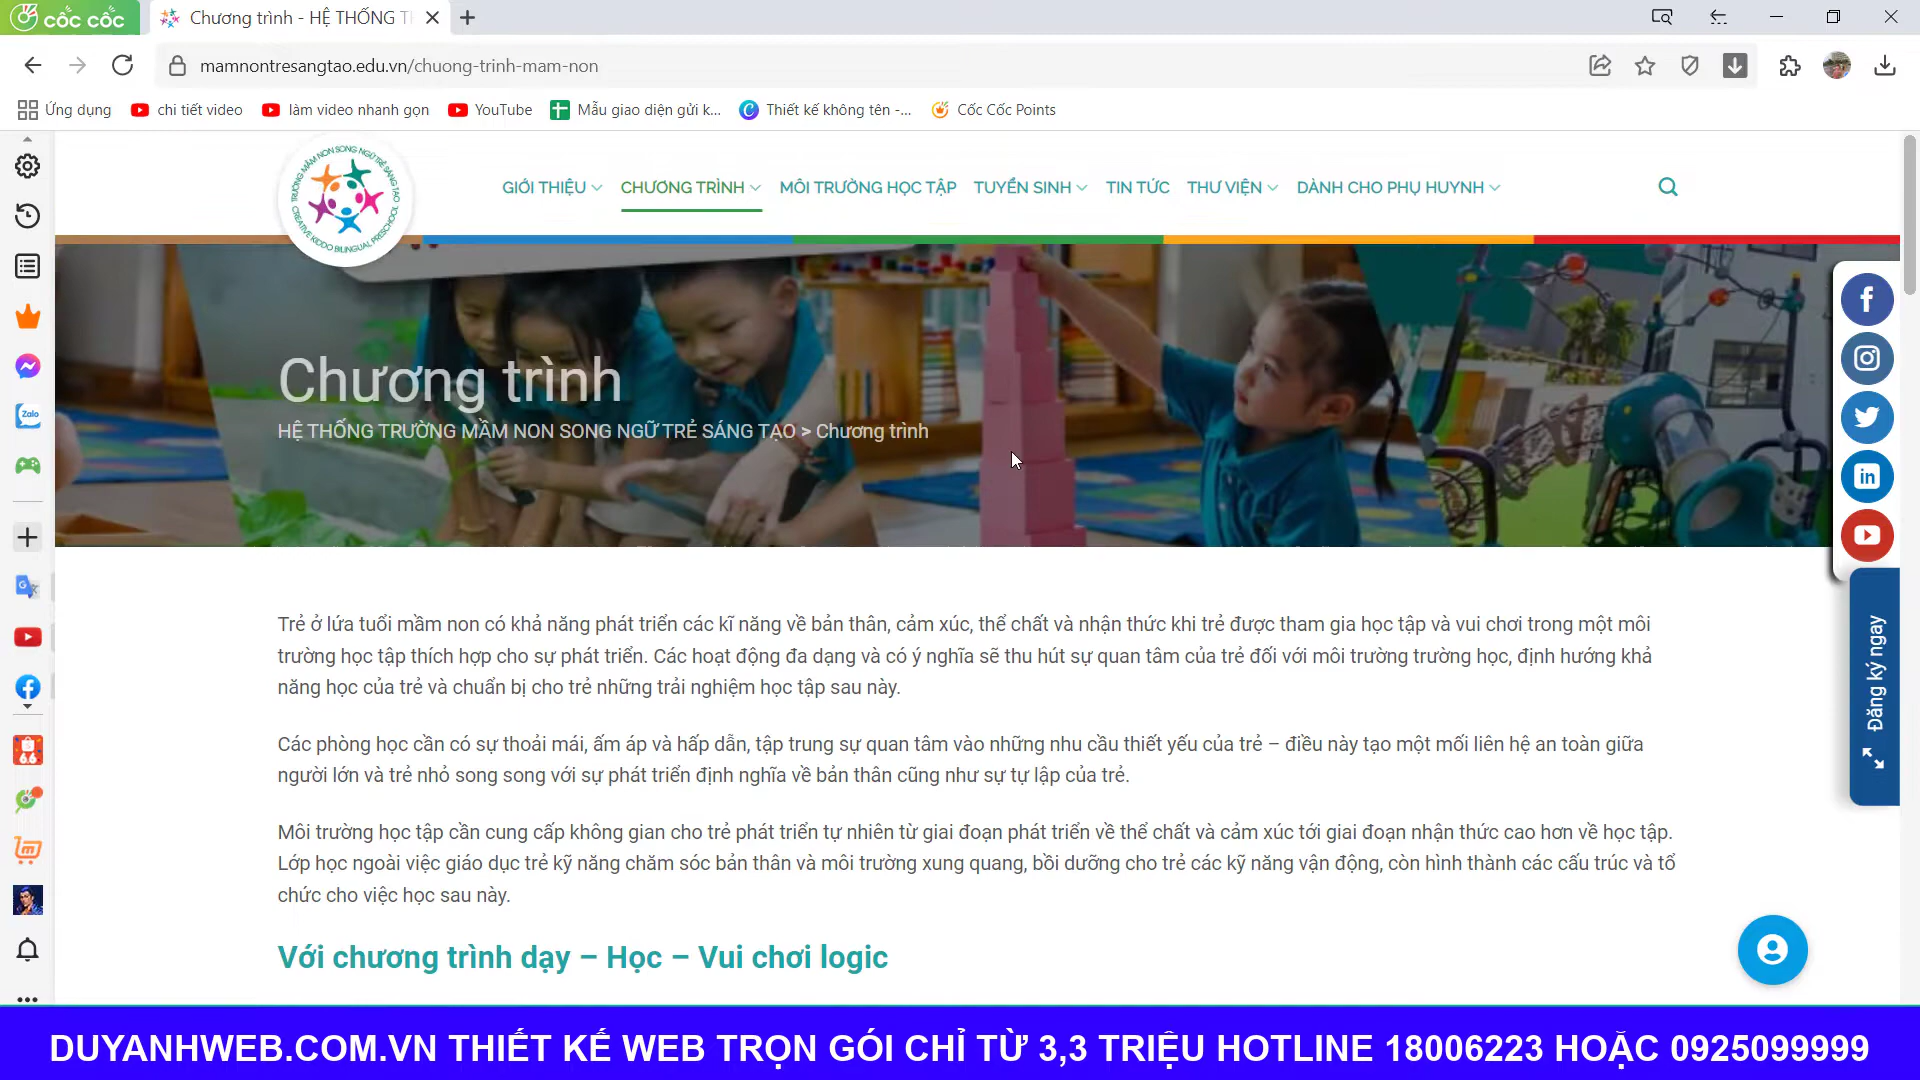 cốc cốc
Chương trình - HỆ THỐNG T
mamnontresangtao.edu.vn/chuong-trinh-mam-non
Ứng dụng
chi tiết video
làm video nhanh gọn
YouTube
Mẫu giao diện gửi k...
Thiết kế không tên -...
Cốc Cốc Points
TRƯỜNG MẦM NON SONG NGỮ TRẺ SÁNG TẠO
CREATIVE KIDDO BILINGUAL PRESCHOOL
GIỚI THIỆU
CHƯƠNG TRÌNH
MÔI TRƯỜNG HỌC TẬP
TUYỂN SINH
TIN TỨC
THƯ VIỆN
DÀNH CHO PHỤ HUYNH
Zalo
Chương trình
HỆ THỐNG TRƯỜNG MẦM NON SONG NGỮ TRẺ SÁNG TẠO > Chương trình
Trẻ ở lứa tuổi mầm non có khả năng phát triển các kĩ năng về bản thân, cảm xúc, thể chất và nhận thức khi trẻ được tham gia học tập và vui chơi trong một môi
trường học tập thích hợp cho sự phát triển. Các hoạt động đa dạng và có ý nghĩa sẽ thu hút sự quan tâm của trẻ đối với môi trường trường học, định hướng khả
năng học của trẻ và chuẩn bị cho trẻ những trải nghiệm học tập sau này.
Các phòng học cần có sự thoải mái, ấm áp và hấp dẫn, tập trung sự quan tâm vào những nhu cầu thiết yếu của trẻ – điều này tạo một mối liên hệ an toàn giữa
người lớn và trẻ nhỏ song song với sự phát triển định nghĩa về bản thân cũng như sự tự lập của trẻ.
Môi trường học tập cần cung cấp không gian cho trẻ phát triển tự nhiên từ giai đoạn phát triển về thể chất và cảm xúc tới giai đoạn nhận thức cao hơn về học tập.
Lớp học ngoài việc giáo dục trẻ kỹ năng chăm sóc bản thân và môi trường xung quang, bồi dưỡng cho trẻ các kỹ năng vận động, còn hình thành các cấu trúc và tổ
chức cho việc học sau này.
Với chương trình dạy – Học – Vui chơi logic
Đăng ký ngay
DUYANHWEB.COM.VN THIẾT KẾ WEB TRỌN GÓI CHỈ TỪ 3,3 TRIỆU HOTLINE 18006223 HOẶC 0925099999